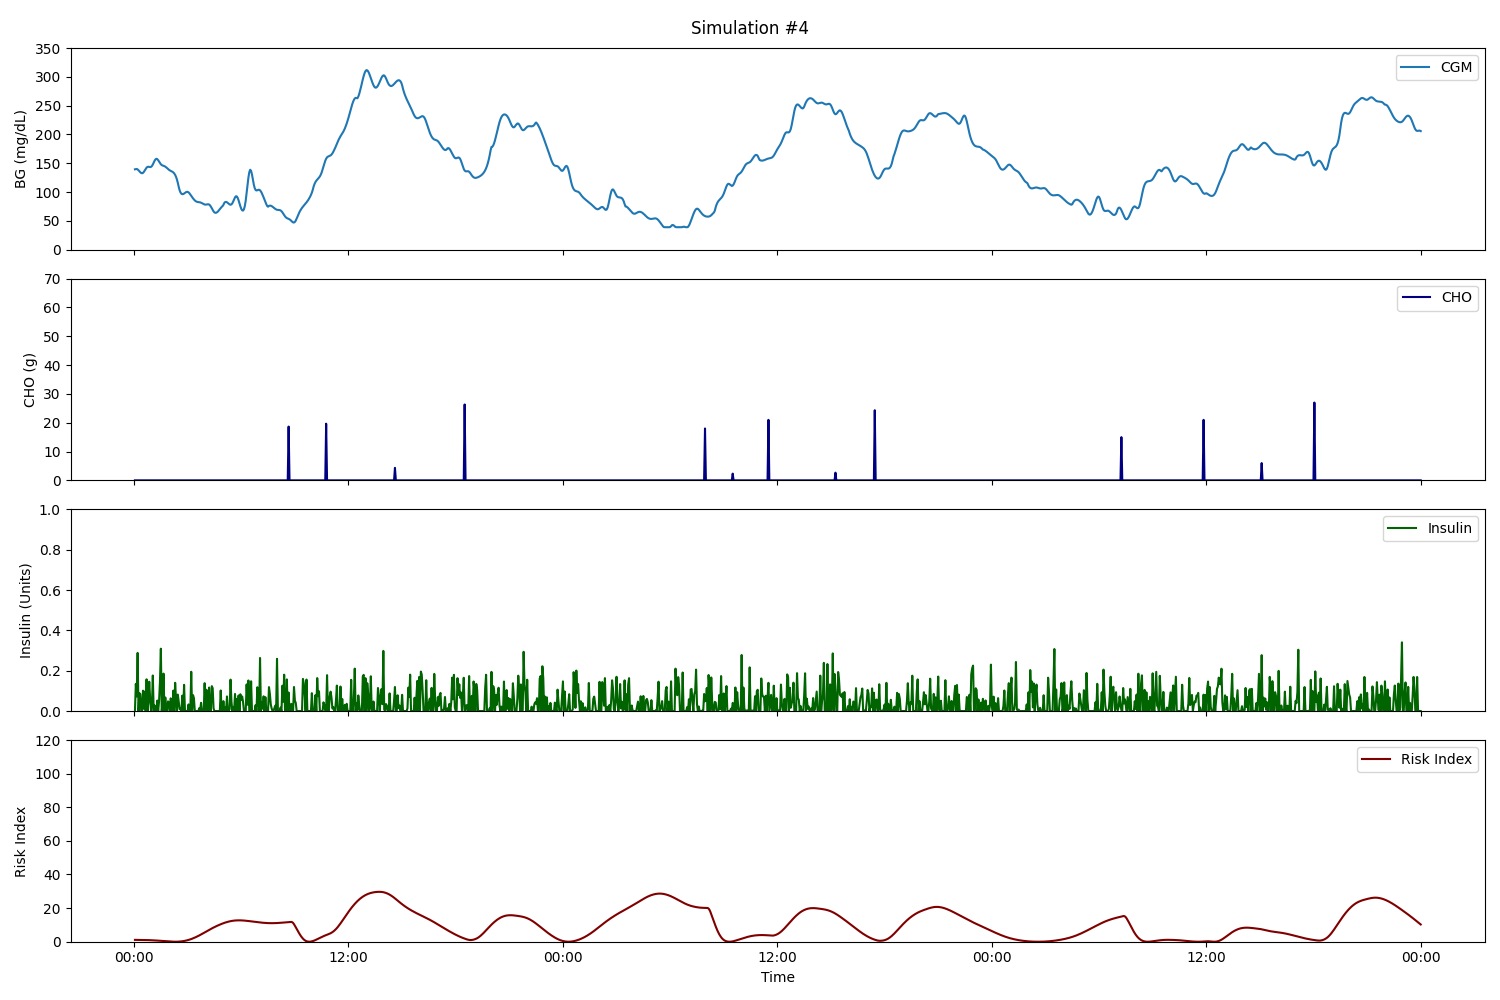 Simulation #4
350
300
250
200
150
100
50
0
BG (mg/dL)
CGM
70
60
50
40
30
20
10
0
CHO (g)
CHO
1.0
0.8
0.6
0.4
0.2
0.0
Insulin (Units)
Insulin
120
100
80
60
40
20
0
Risk Index
Risk Index
00:00 12:00 00:00 12:00 00:00 12:00 00:00
Time